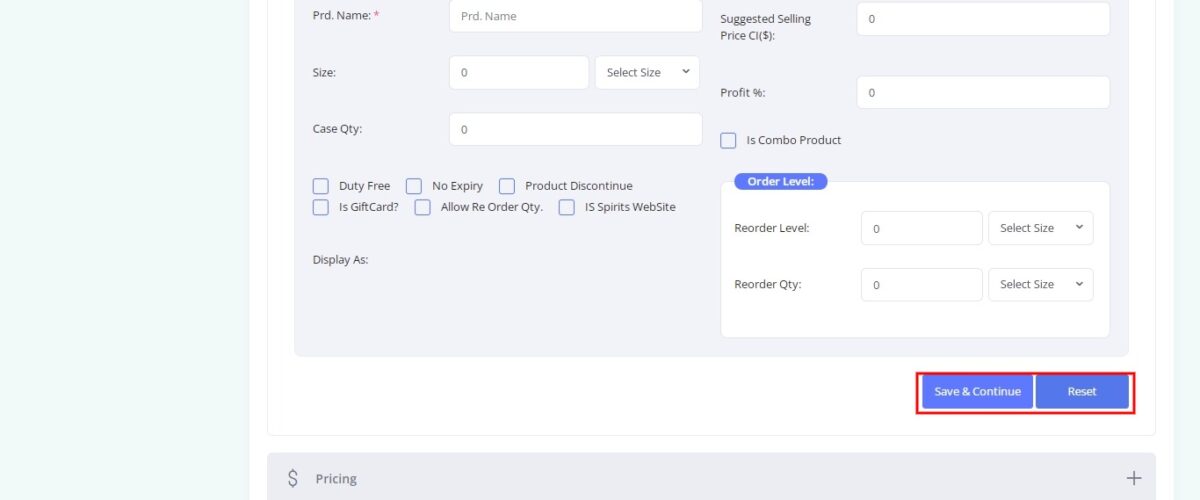 Prd. Name: * Prd. Name
Suggested Selling
Price CI($): 0
Size: 0 Select Size
Profit %: 0
Case Qty: 0
Is Combo Product
Duty Free No Expiry Product Discontinue
Is GiftCard? Allow Re Order Qty. IS Spirits WebSite
Display As:
Order Level:
Reorder Level: 0 Select Size
Reorder Qty: 0 Select Size
Save & Continue Reset
$ Pricing +